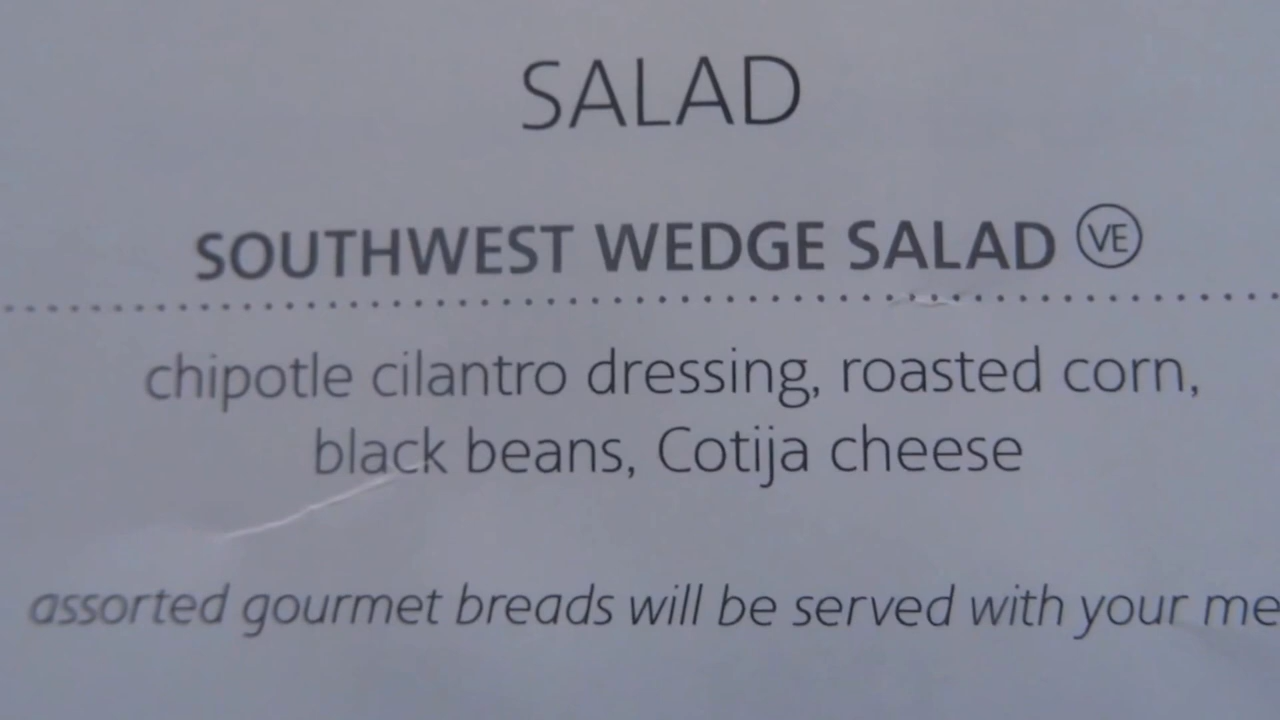 SALAD
SOUTHWEST WEDGE SALAD VE
chipotle cilantro dressing, roasted corn,
black beans, Cotija cheese
assorted gourmet breads will be served with your me